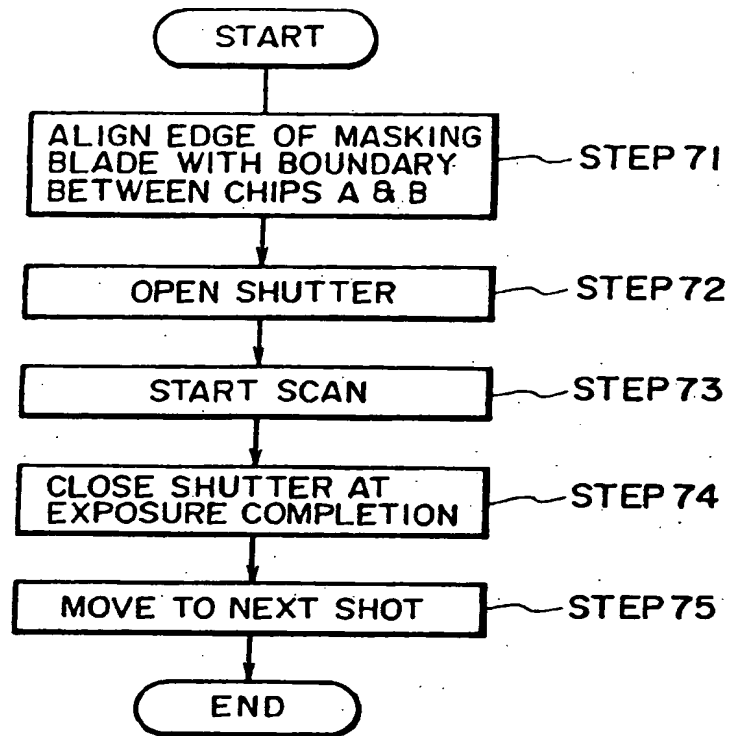 START
ALIGN EDGE OF MASKING
BLADE WITH BOUNDARY
BETWEEN CHIPS A & B
STEP 71
OPEN SHUTTER
STEP 72
START SCAN
STEP 73
CLOSE SHUTTER AT
EXPOSURE COMPLETION
STEP 74
MOVE TO NEXT SHOT
STEP 75
END